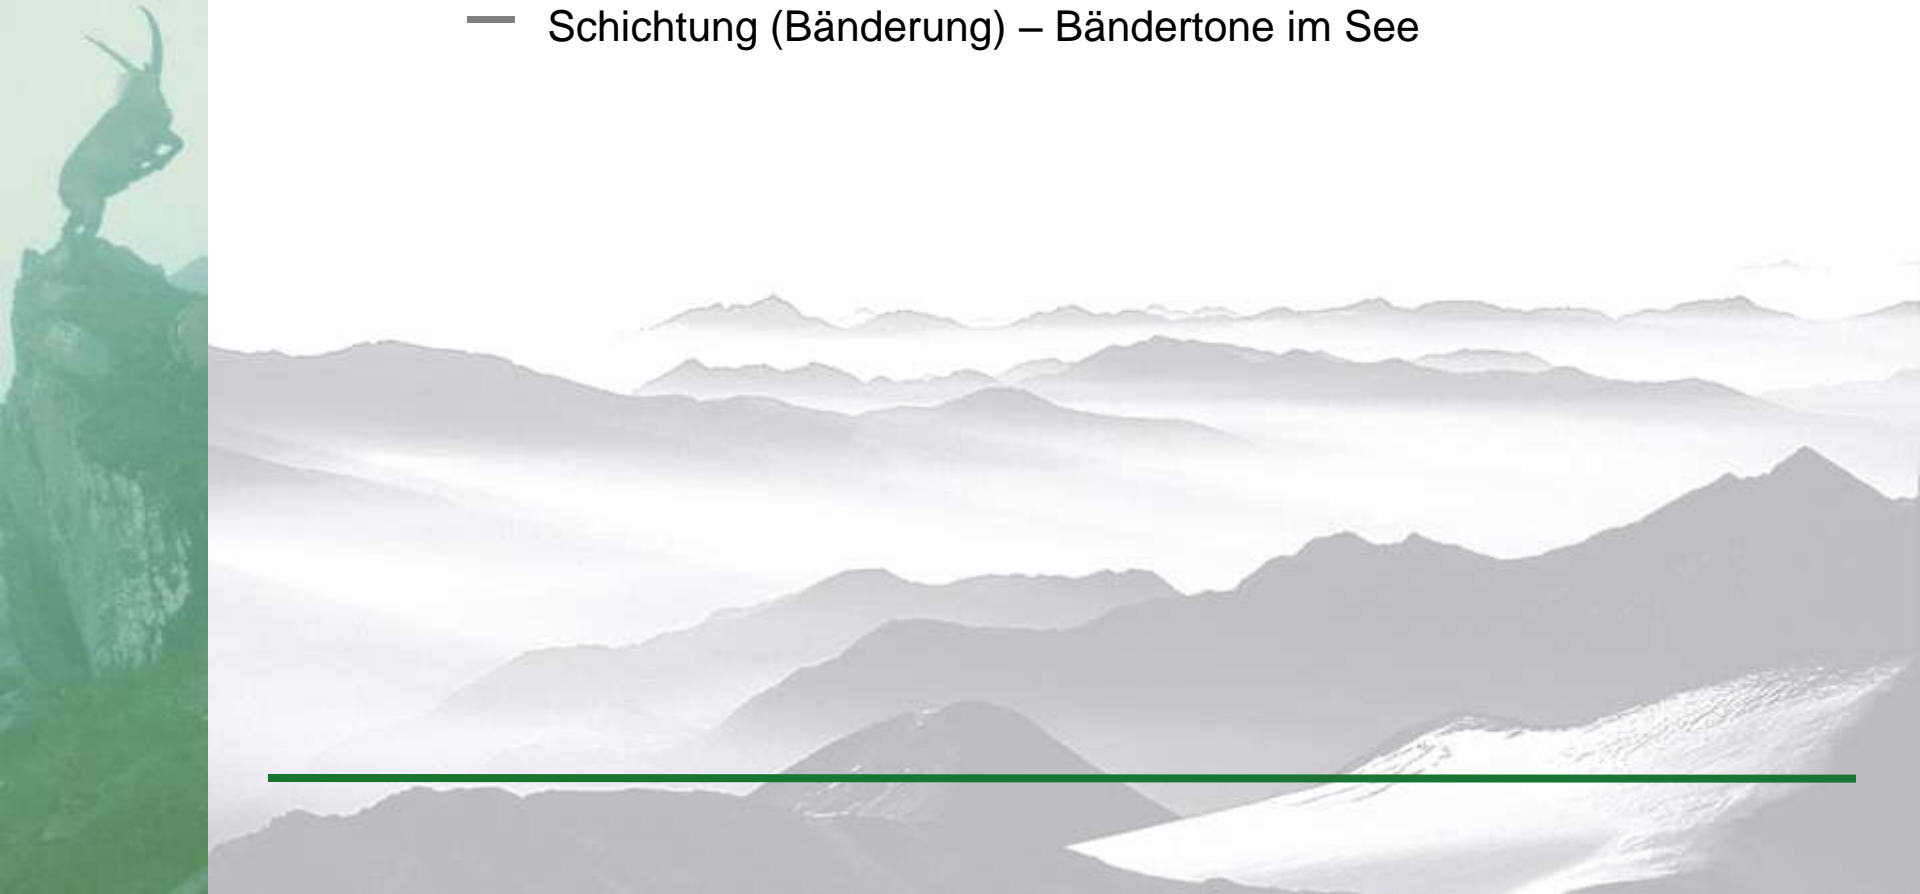 Schichtung (Bänderung) – Bändertone im See